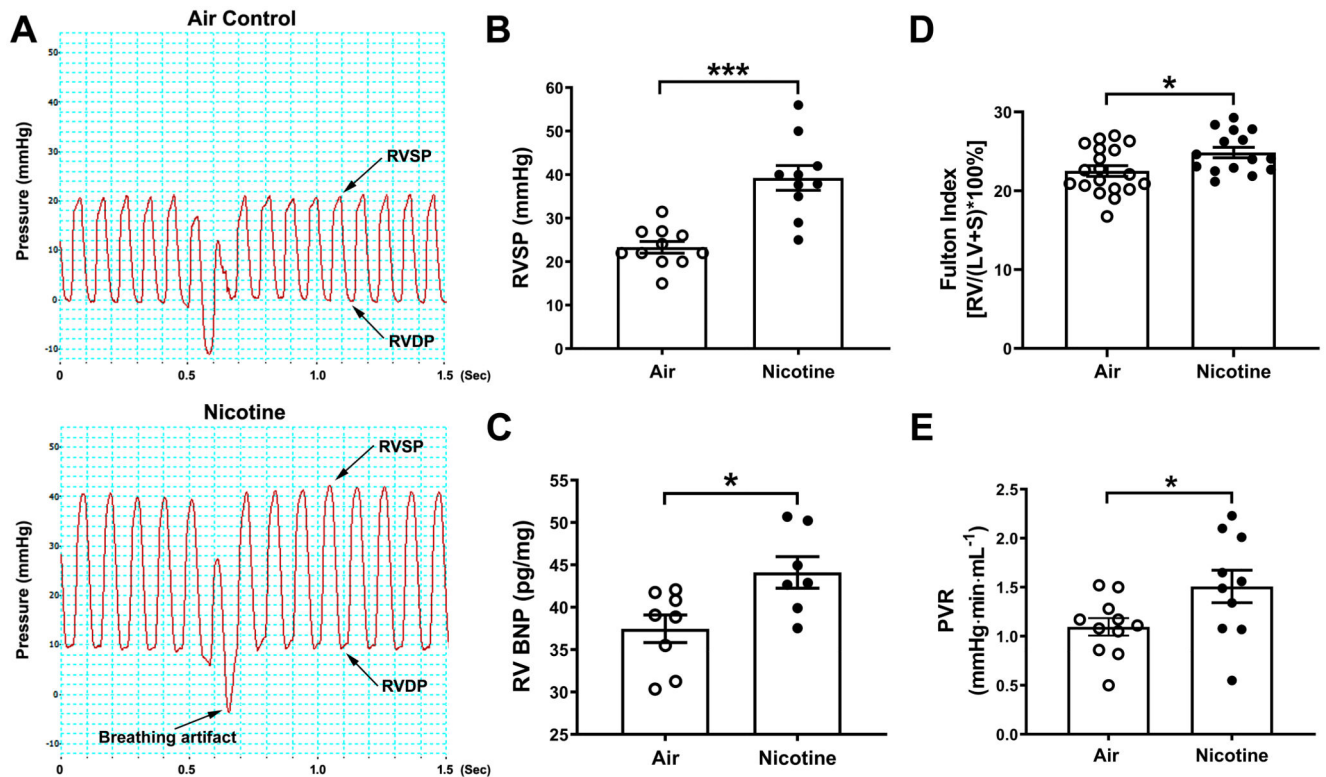 A
Air Control
Pressure (mmHg)
50
40
30
20
10
0
-10
RVSP
RVDP
0
0.5
1.0
1.5
(Sec)
Nicotine
Pressure (mmHg)
50
40
30
20
10
0
-10
RVSP
RVDP
Breathing artifact
0
0.5
1.0
1.5
(Sec)
B
***
RVSP (mmHg)
60
50
40
30
20
10
0
Air
Nicotine
C
*
RV BNP (pg/mg)
55
50
45
40
35
30
25
Air
Nicotine
D
*
Fulton Index
[RV/(LV+S)*100%]
30
20
10
0
Air
Nicotine
E
*
PVR
(mmHg·min·mL⁻¹)
2.5
2.0
1.5
1.0
0.5
0.0
Air
Nicotine